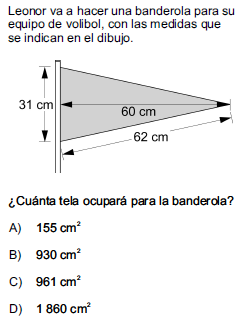 Leonor va a hacer una banderola para su
equipo de volibol, con las medidas que
se indican en el dibujo.
31 cm
60 cm
62 cm
¿Cuánta tela ocupará para la banderola?
A) 155 cm²
B) 930 cm²
C) 961 cm²
D) 1 860 cm²